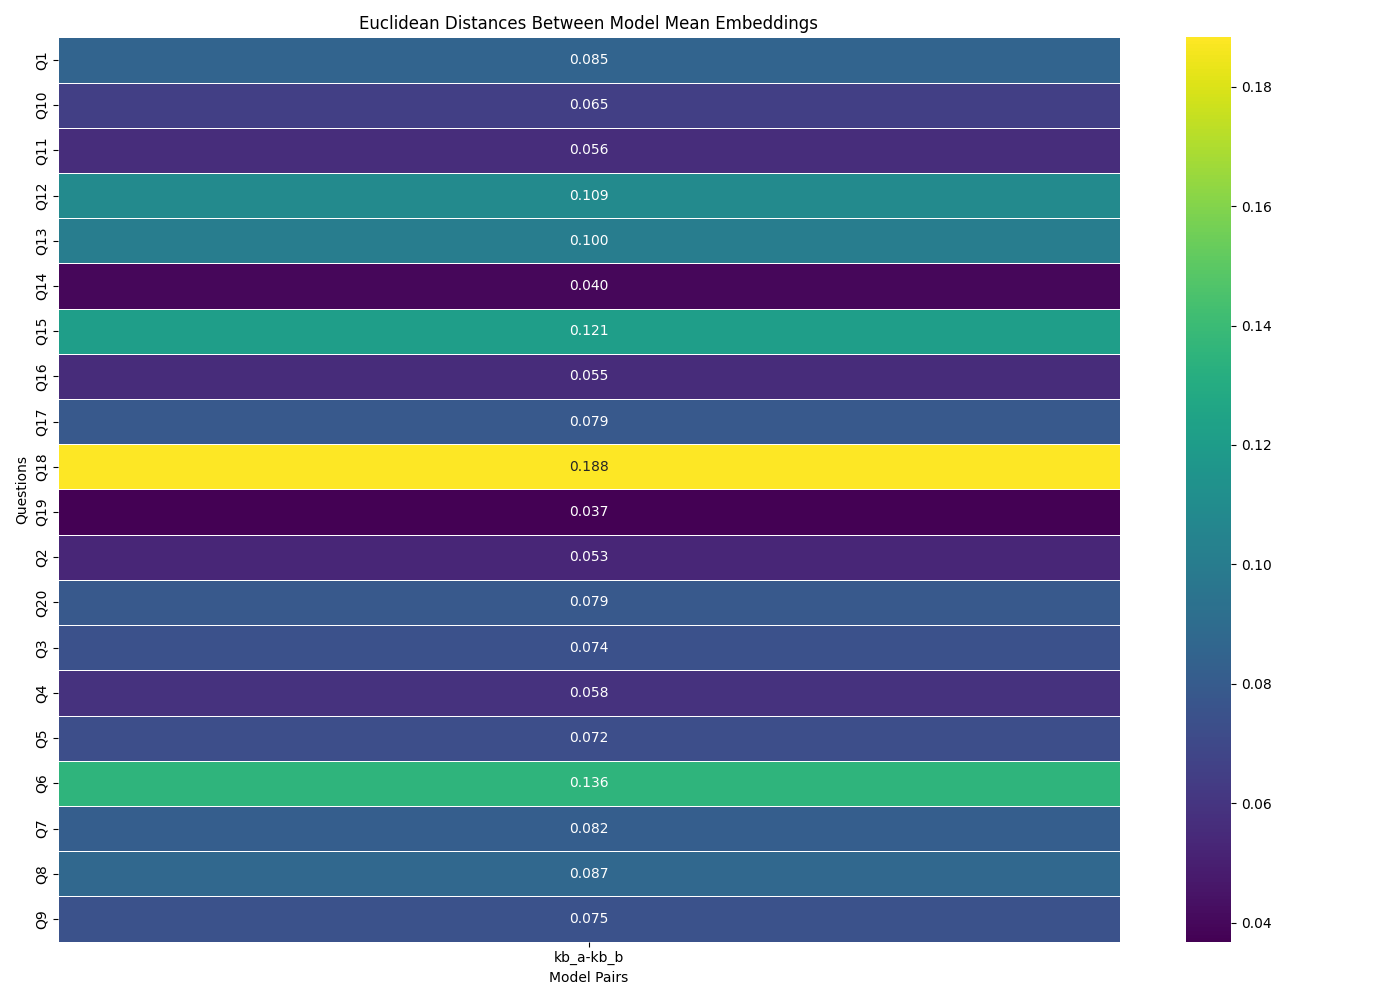 Euclidean Distances Between Model Mean Embeddings
Questions
Q1 0.085
Q10 0.065
Q11 0.056
Q12 0.109
Q13 0.100
Q14 0.040
Q15 0.121
Q16 0.055
Q17 0.079
Q18 0.188
Q19 0.037
Q2 0.053
Q20 0.079
Q3 0.074
Q4 0.058
Q5 0.072
Q6 0.136
Q7 0.082
Q8 0.087
Q9 0.075
kb_a-kb_b
Model Pairs
0.18
0.16
0.14
0.12
0.10
0.08
0.06
0.04